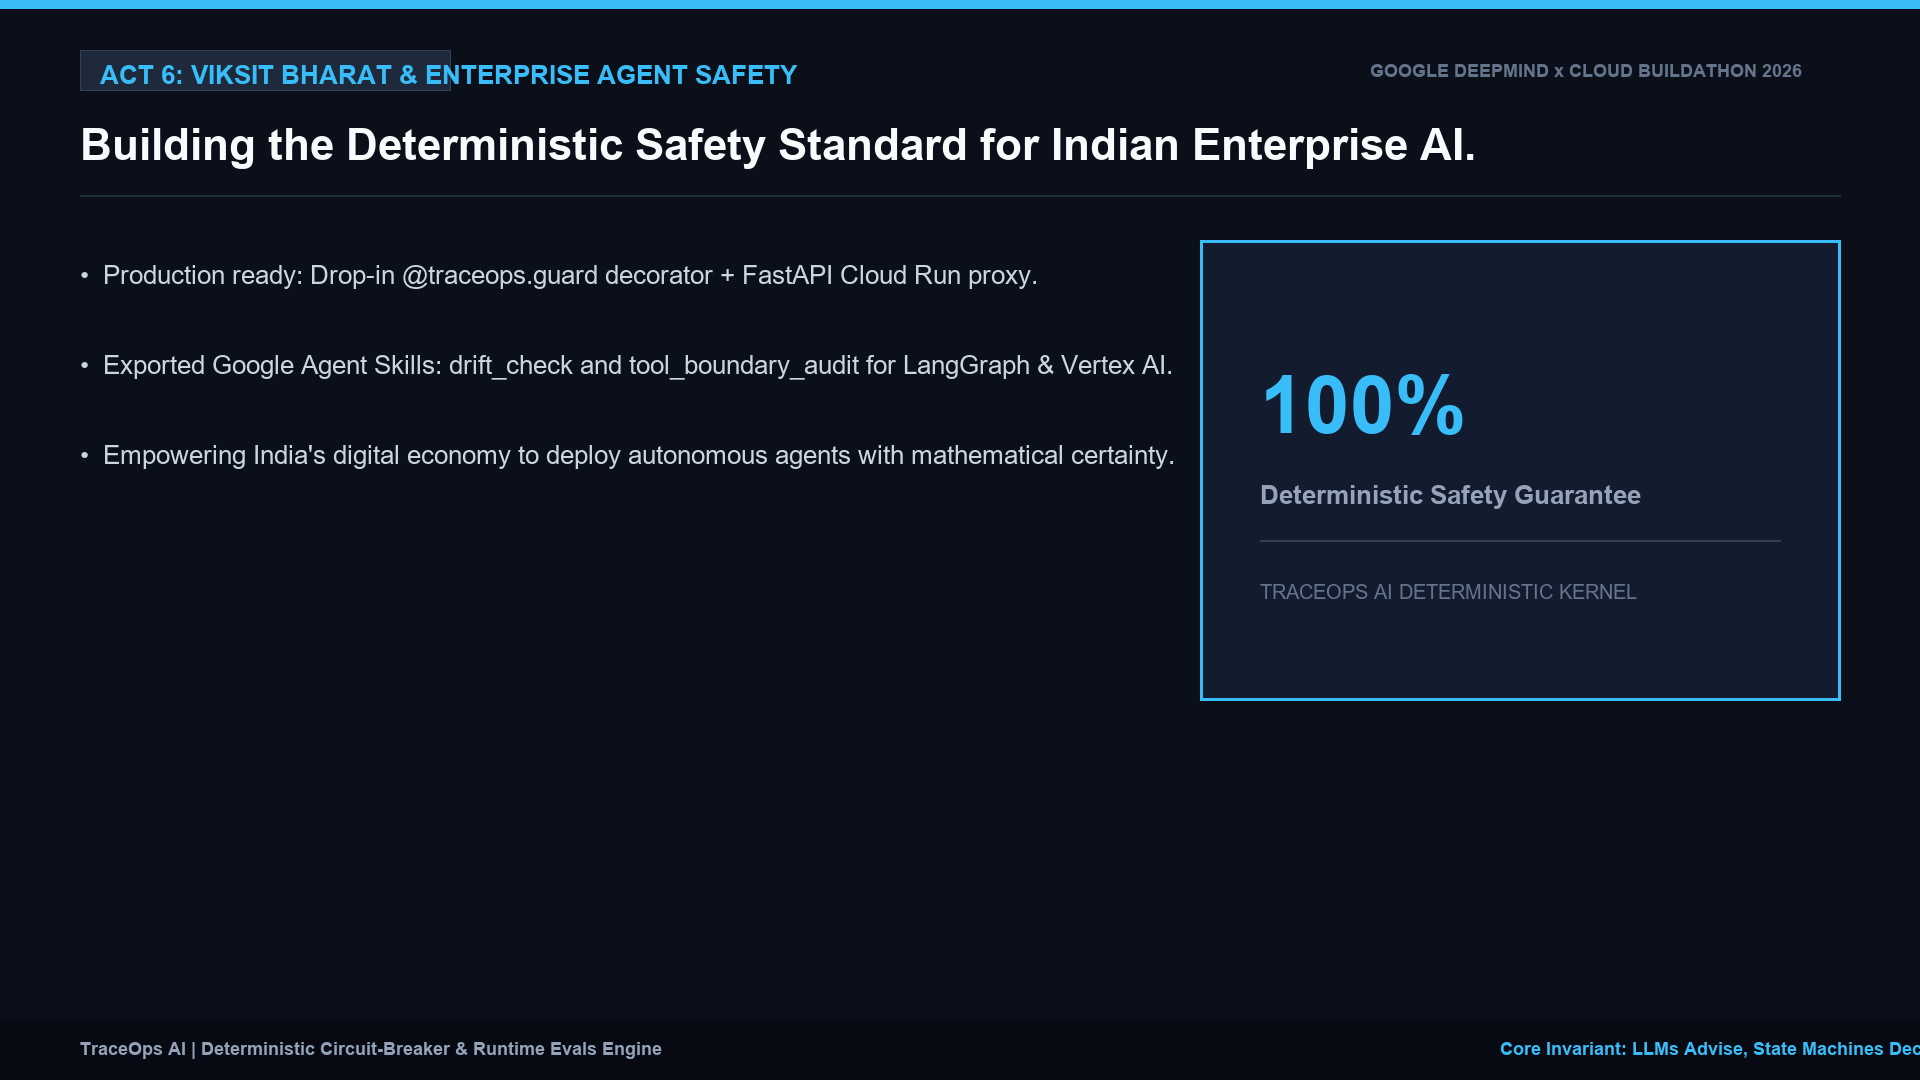 ACT 6: VIKSIT BHARAT & ENTERPRISE AGENT SAFETY
GOOGLE DEEPMIND x CLOUD BUILDATHON 2026
Building the Deterministic Safety Standard for Indian Enterprise AI.
• Production ready: Drop-in @traceops.guard decorator + FastAPI Cloud Run proxy.
• Exported Google Agent Skills: drift_check and tool_boundary_audit for LangGraph & Vertex AI.
• Empowering India's digital economy to deploy autonomous agents with mathematical certainty.
100%
Deterministic Safety Guarantee
TRACEOPS AI DETERMINISTIC KERNEL
TraceOps AI | Deterministic Circuit-Breaker & Runtime Evals Engine
Core Invariant: LLMs Advise, State Machines Dec